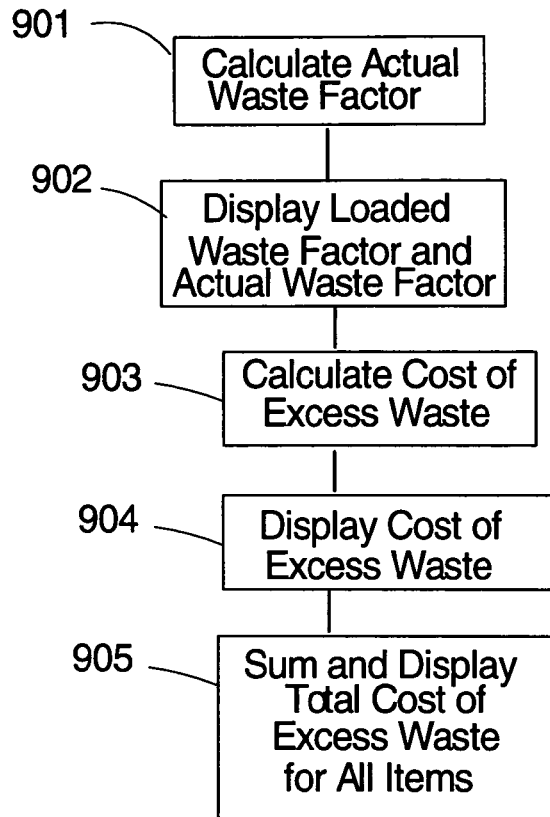 901
Calculate Actual
Waste Factor
902
Display Loaded
Waste Factor and
Actual Waste Factor
903
Calculate Cost of
Excess Waste
904
Display Cost of
Excess Waste
905
Sum and Display
Total Cost of
Excess Waste
for All Items